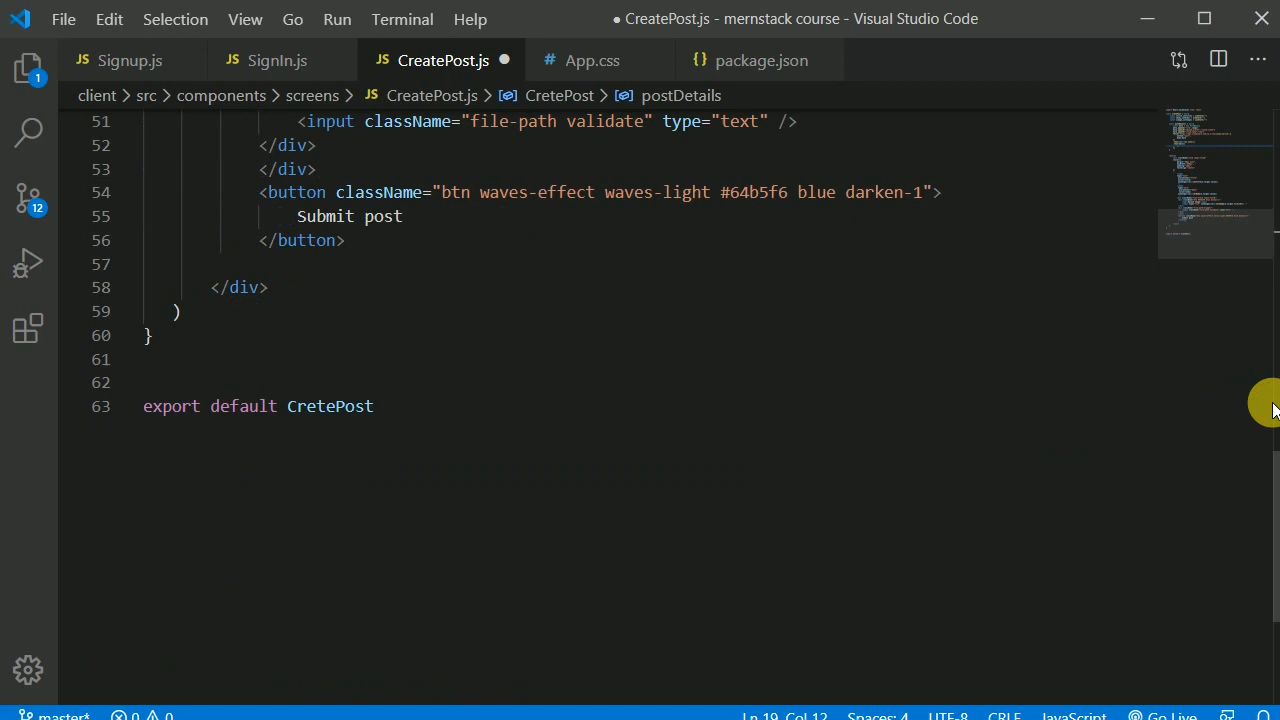 File Edit Selection View Go Run Terminal Help ● CreatePost.js - mernstack course - Visual Studio Code
JS Signup.js JS SignIn.js JS CreatePost.js # App.css {} package.json
client > src > components > screens > JS CreatePost.js > CretePost > postDetails
51 <input className="file-path validate" type="text" />
52 </div>
53 </div>
54 <button className="btn waves-effect waves-light #64b5f6 blue darken-1">
55 Submit post
56 </button>
57
58 </div>
59 )
60 }
61
62
63 export default CretePost
1
12
master* 0 0 Ln 19, Col 12 Spaces: 4 UTF-8 CRLF JavaScript Go Live